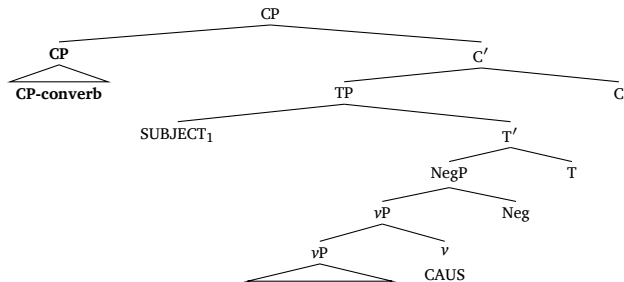 CP
CP C′
CP-converb TP C
SUBJECT₁ T′
NegP T
vP Neg
vP v
CAUS